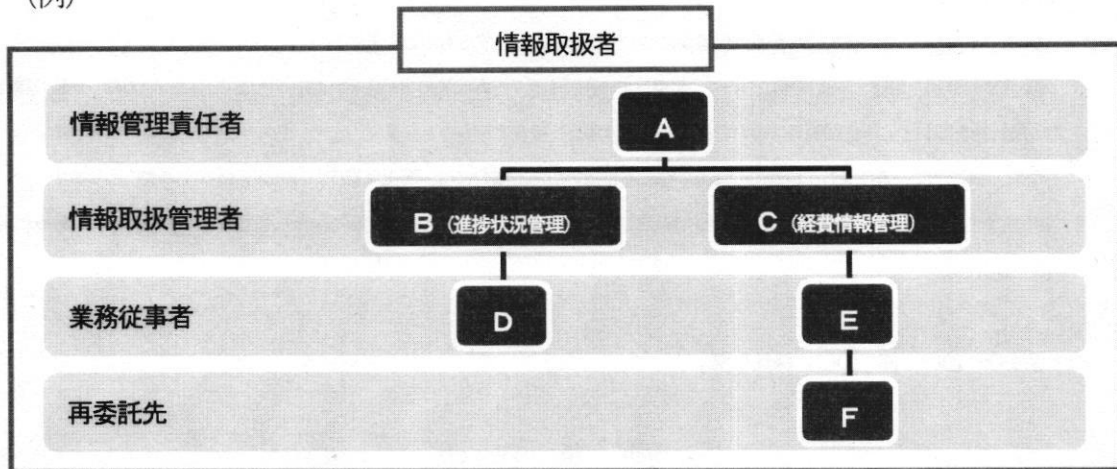 (例)
情報取扱者
情報管理責任者
A
情報取扱管理者
B (進捗状況管理)
C (経費情報管理)
業務従事者
D
E
再委託先
F